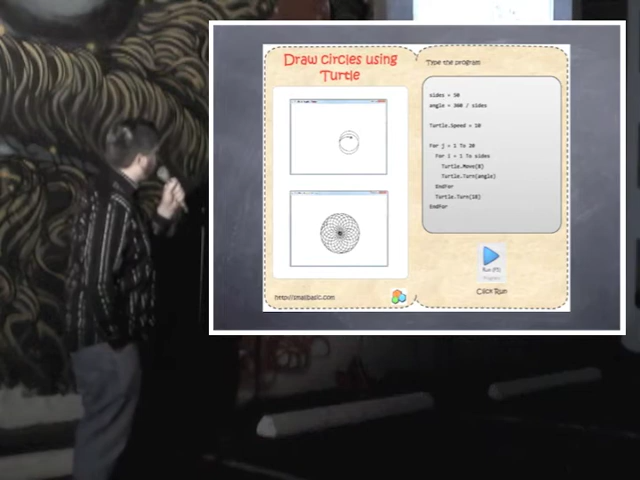 Draw circles using
Turtle
http://smallbasic.com
Type the program
sides = 50
angle = 360 / sides
Turtle.Speed = 10
For j = 1 To 20
For i = 1 To sides
Turtle.Move(8)
Turtle.Turn(angle)
EndFor
Turtle.Turn(18)
EndFor
Run (F5)
Click Run